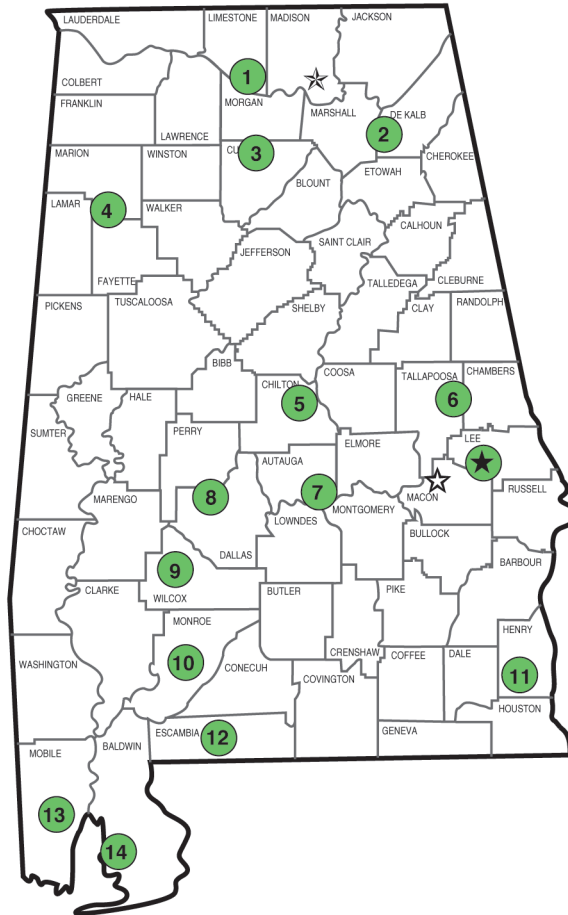 LAUDERDALE
LIMESTONE
MADISON
JACKSON
COLBERT
1
FRANKLIN
MORGAN
MARSHALL
DE KALB
LAWRENCE
2
MARION
WINSTON
CU
3
CHEROKEE
BLOUNT
ETOWAH
LAMAR
4
WALKER
CALHOUN
JEFFERSON
SAINT CLAIR
FAYETTE
TALLEDEGA
CLEBURNE
PICKENS
TUSCALOOSA
SHELBY
CLAY
RANDOLPH
BIBB
COOSA
CHAMBERS
GREENE
HALE
CHILTON
TALLAPOOSA
5
6
SUMTER
PERRY
ELMORE
LEE
AUTAUGA
MARENGO
8
7
MACON
RUSSELL
LOWNDES
MONTGOMERY
CHOCTAW
DALLAS
BULLOCK
BARBOUR
9
CLARKE
WILCOX
BUTLER
PIKE
MONROE
HENRY
WASHINGTON
10
CONECUH
CRENSHAW
COFFEE
DALE
COVINGTON
11
HOUSTON
ESCAMBIA
12
GENEVA
MOBILE
BALDWIN
13
14